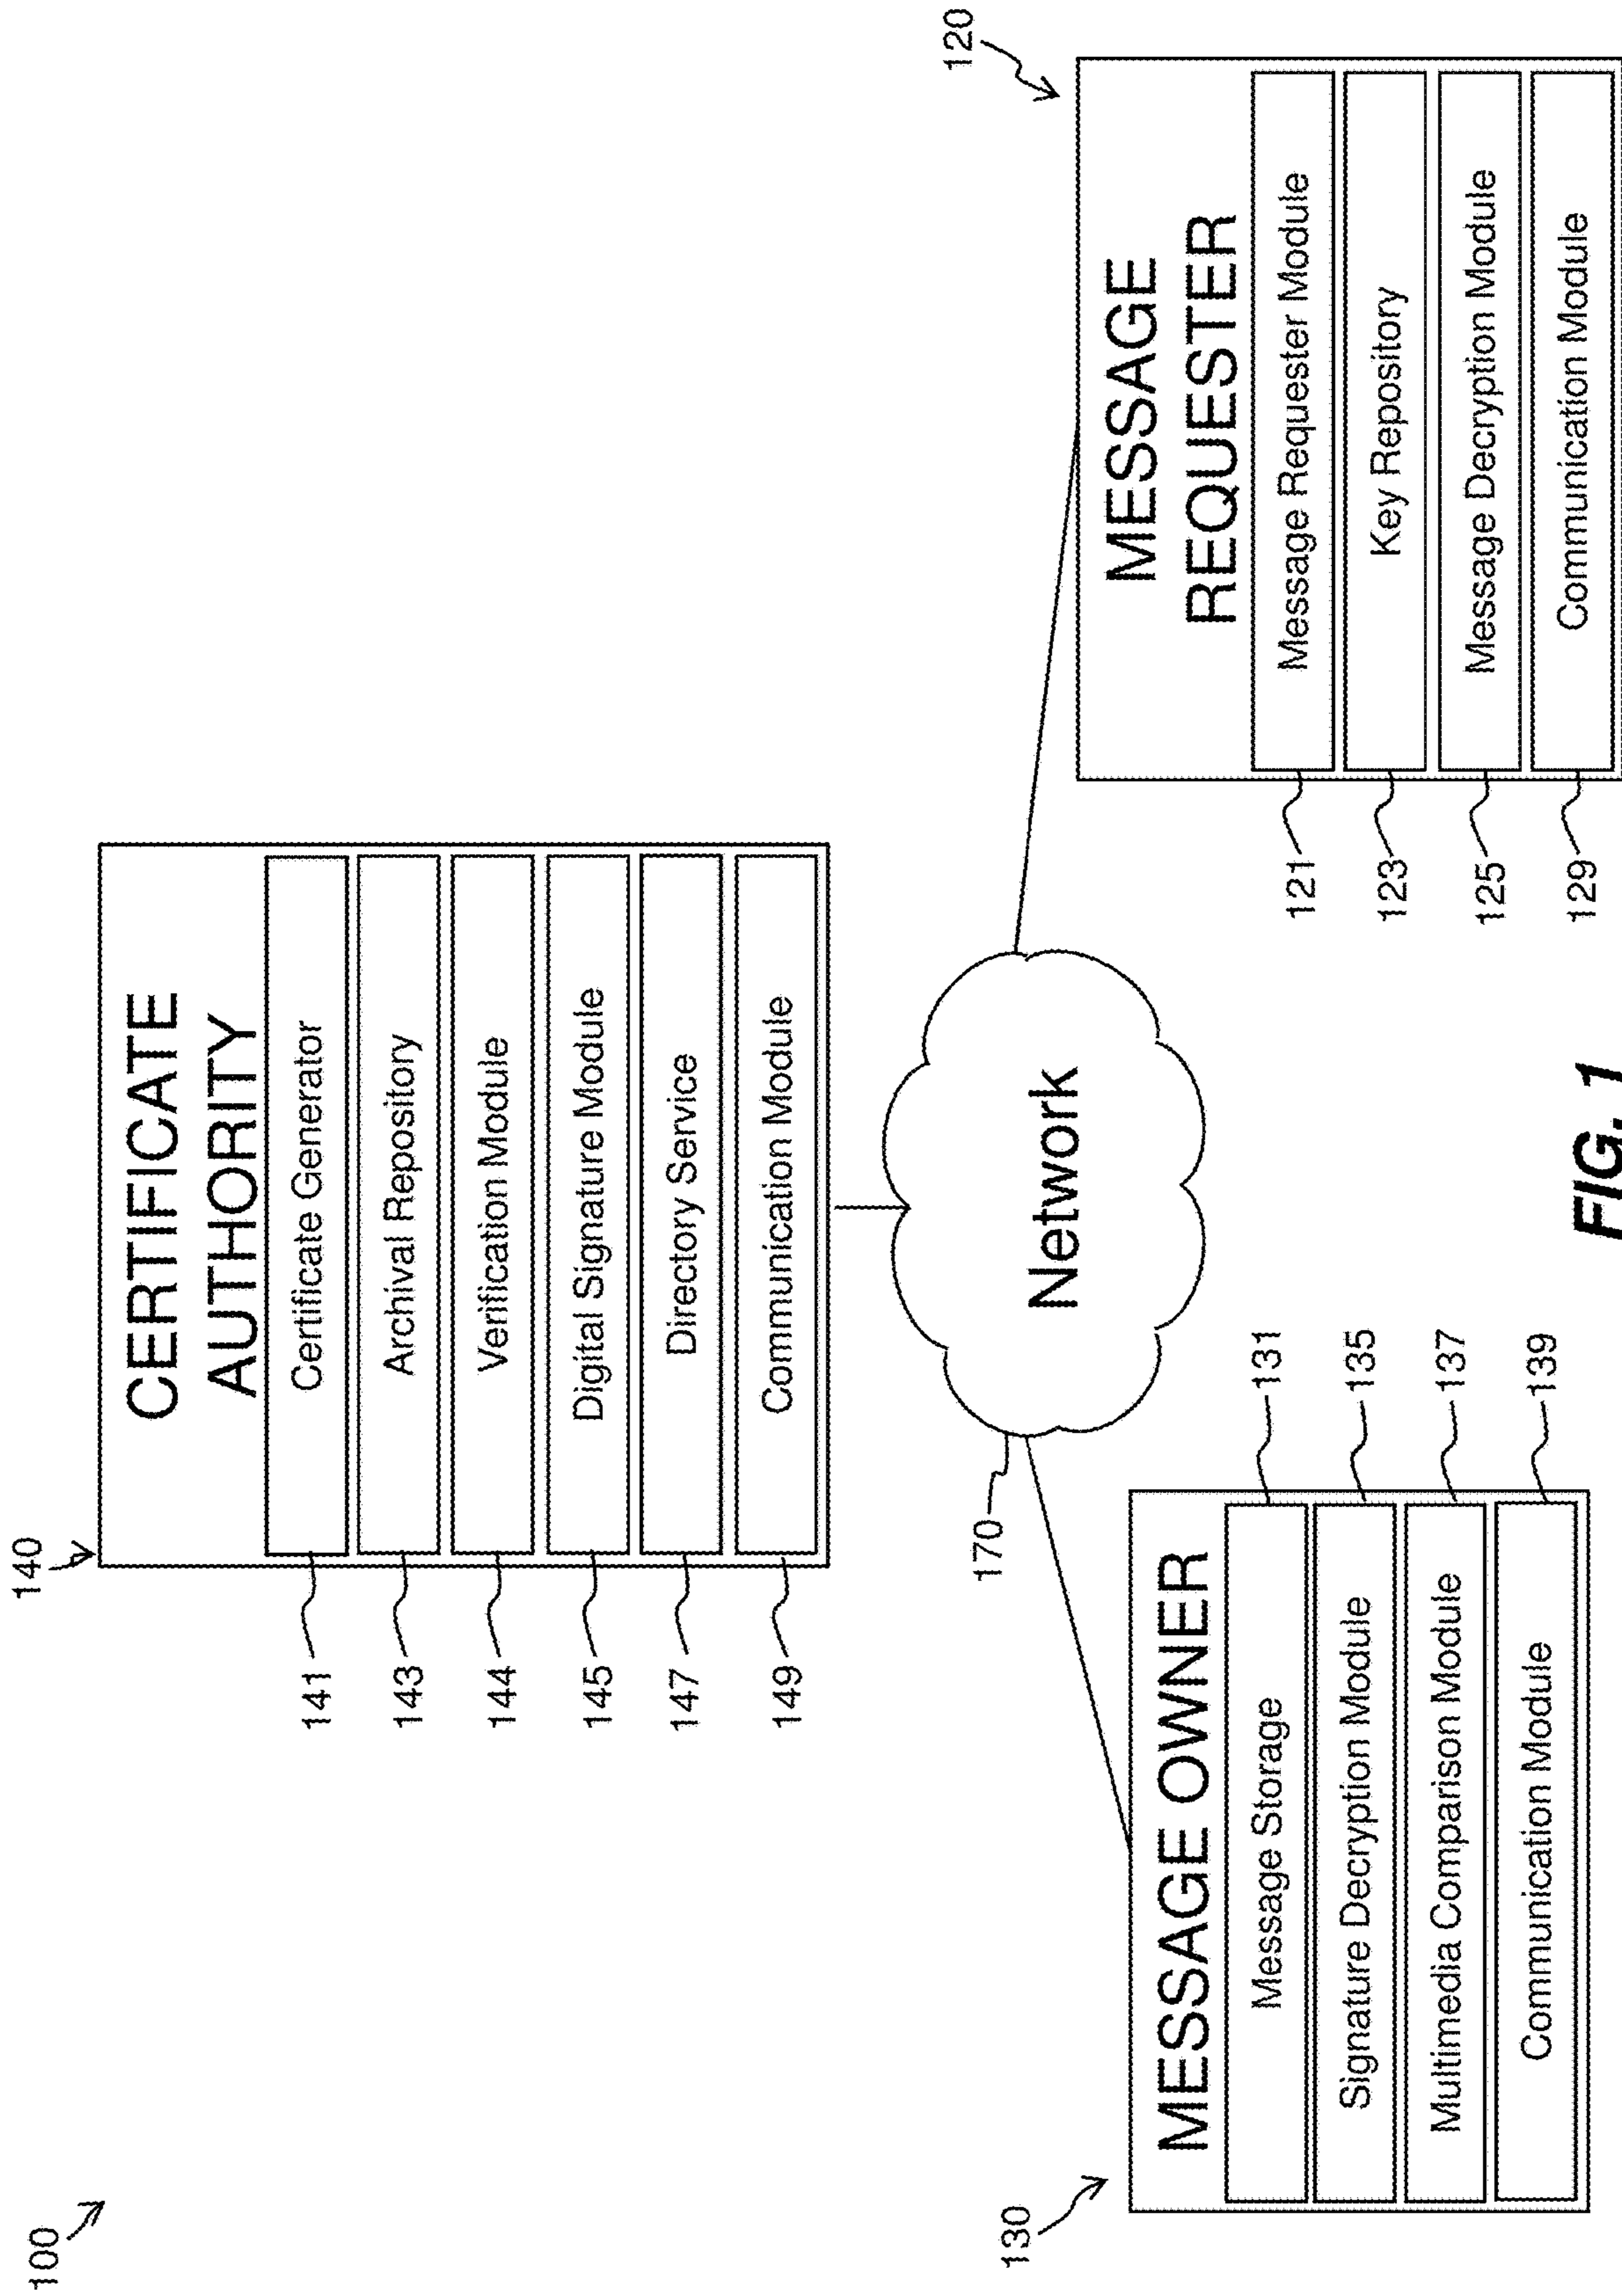 100
140
CERTIFICATE
AUTHORITY
141
Certificate Generator
143
Archival Repository
144
Verification Module
145
Digital Signature Module
147
Directory Service
149
Communication Module
170
Network
130
MESSAGE OWNER
Message Storage
131
Signature Decryption Module
135
Multimedia Comparison Module
137
Communication Module
139
120
MESSAGE
REQUESTER
121
Message Requester Module
123
Key Repository
125
Message Decryption Module
129
Communication Module
FIG. 1